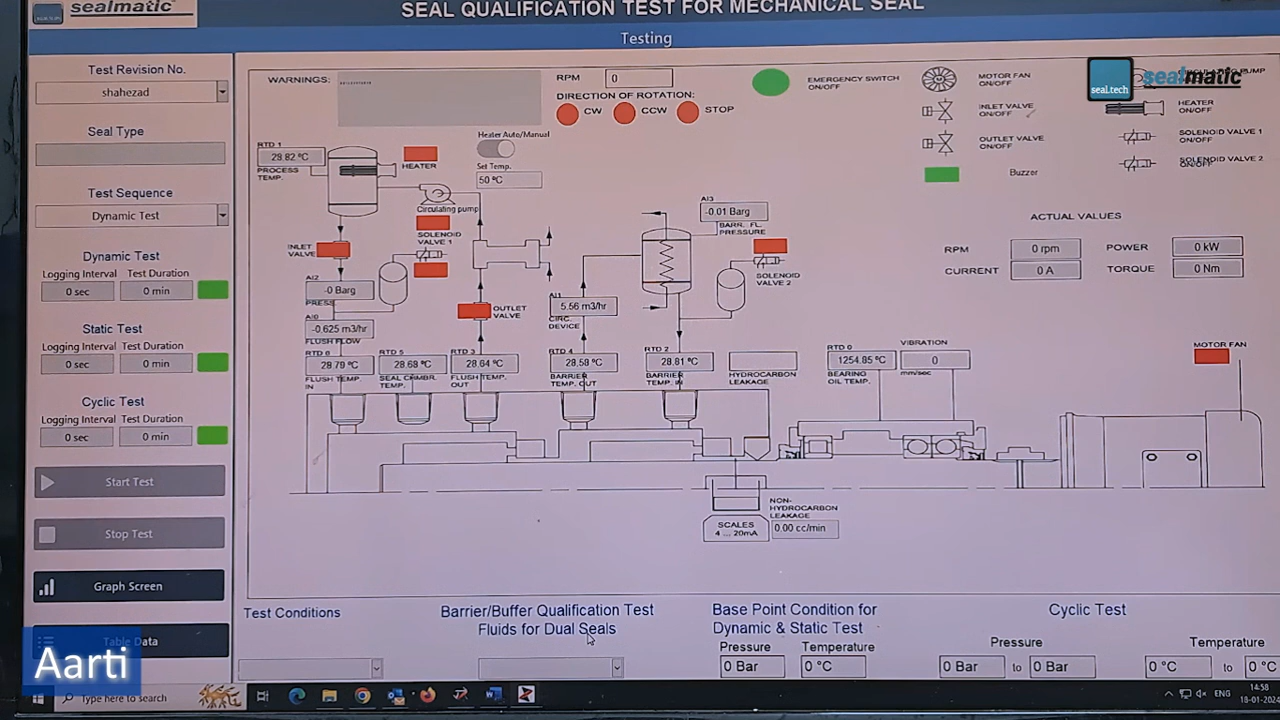 sealmatic
SEAL QUALIFICATION TEST FOR MECHANICAL SEAL
Testing
Test Revision No.
shahezad
Seal Type
Test Sequence
Dynamic Test
Dynamic Test
Logging Interval Test Duration
0 sec 0 min
Static Test
Logging Interval Test Duration
0 sec 0 min
Cyclic Test
Logging Interval Test Duration
0 sec 0 min
Start Test
Stop Test
Graph Screen
Table Data
Aarti
WARNINGS:
RPM 0
DIRECTION OF ROTATION:
CW CCW STOP
EMERGENCY SWITCH
ON/OFF
MOTOR FAN
ON/OFF
INLET VALVE
ON/OFF
OUTLET VALVE
ON/OFF
Buzzer
seal.tech
sealmatic
PUMP
HEATER
ON/OFF
SOLENOID VALVE 1
ON/OFF
SOLENOID VALVE 2
ACTUAL VALUES
RPM 0 rpm POWER 0 kW
CURRENT 0 A TORQUE 0 Nm
Heater Auto/Manual
Set Temp.
50 ºC
RTD 1
29.82 ºC
PROCESS
TEMP.
HEATER
Circulating pump
SOLENOID
VALVE 1
INLET
VALVE
AI2
-0 Barg
PRESS
AI0
-0.625 m3/hr
FLUSH FLOW
OUTLET
VALVE
AI1
5.56 m3/hr
CIRC.
DEVICE
AI3
-0.01 Barg
BARR. FL.
PRESSURE
SOLENOID
VALVE 2
RTD 6
28.79 ºC
FLUSH TEMP.
IN
RTD 5
28.68 ºC
SEAL CHMBR.
TEMP.
RTD 3
28.64 ºC
FLUSH TEMP.
OUT
RTD 4
28.58 ºC
BARRIER
TEMP. OUT
RTD 2
28.81 ºC
BARRIER
TEMP. IN
HYDROCARBON
LEAKAGE
RTD 0
1254.85 ºC
BEARING
OIL TEMP.
VIBRATION
0
mm/sec
MOTOR FAN
NON-
HYDROCARBON
LEAKAGE
0.00 cc/min
SCALES
4 ... 20mA
Test Conditions
Barrier/Buffer Qualification Test
Fluids for Dual Seals
Base Point Condition for
Dynamic & Static Test
Pressure Temperature
0 Bar 0 °C
Cyclic Test
Pressure Temperature
0 Bar to 0 Bar 0 °C to 0 °C
Type here to search
ENG
14:58
18-01-2024